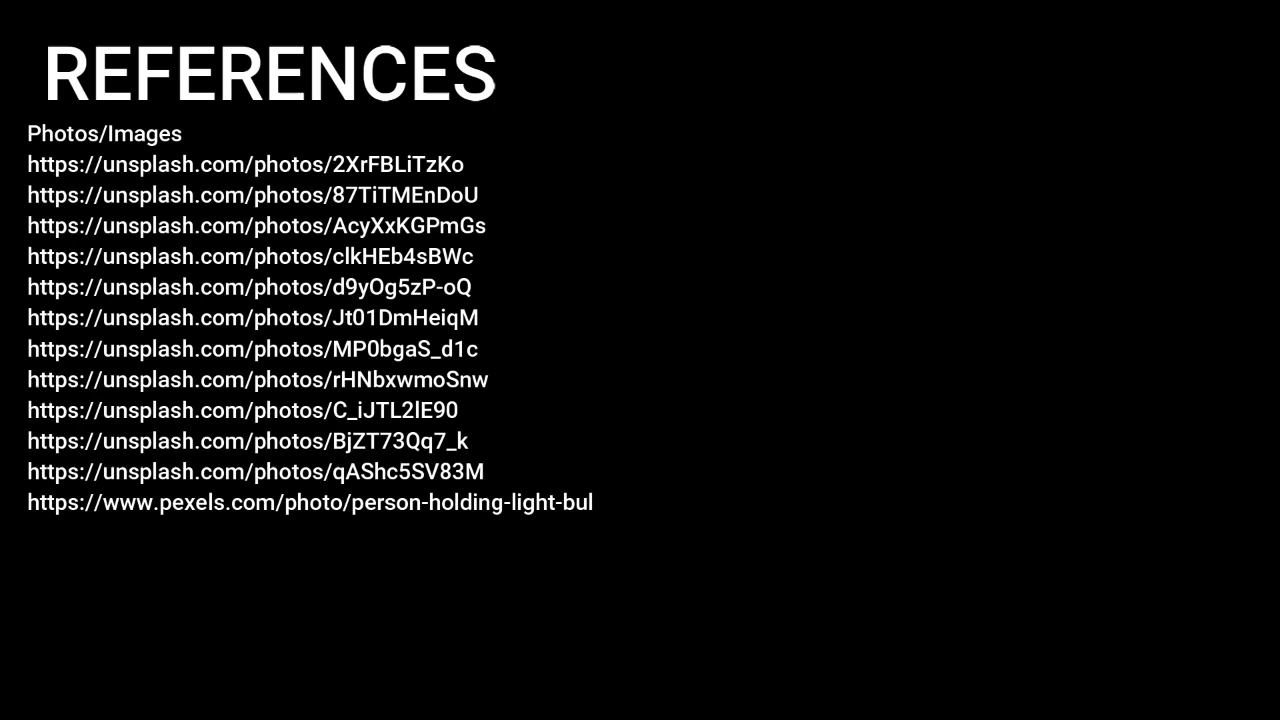 REFERENCES
Photos/Images
https://unsplash.com/photos/2XrFBLiTzKo
https://unsplash.com/photos/87TiTMEnDoU
https://unsplash.com/photos/AcyXxKGPmGs
https://unsplash.com/photos/clkHEb4sBWc
https://unsplash.com/photos/d9yOg5zP-oQ
https://unsplash.com/photos/Jt01DmHeiqM
https://unsplash.com/photos/MP0bgaS_d1c
https://unsplash.com/photos/rHNbxwmoSnw
https://unsplash.com/photos/C_iJTL2lE90
https://unsplash.com/photos/BjZT73Qq7_k
https://unsplash.com/photos/qAShc5SV83M
https://www.pexels.com/photo/person-holding-light-bul